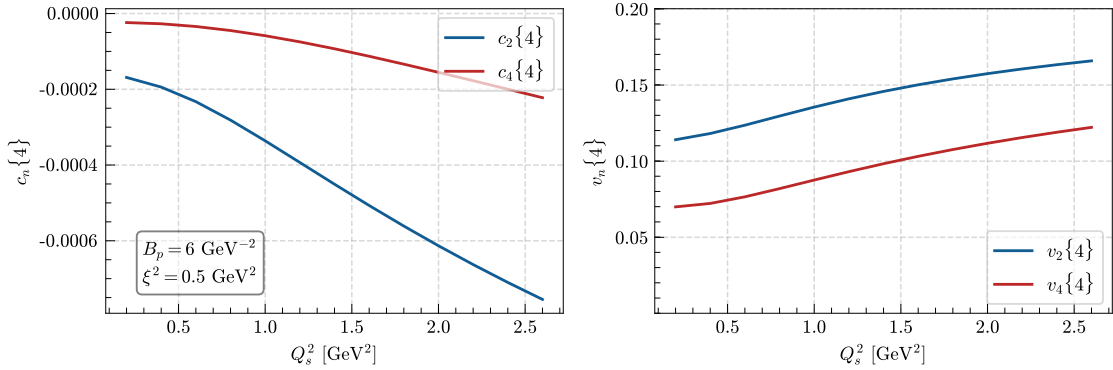 0.0000
-0.0002
-0.0004
-0.0006
c_n{4}
c_2{4}
c_4{4}
B_p = 6 GeV^{-2}
ξ^2 = 0.5 GeV^2
0.5 1.0 1.5 2.0 2.5
Q_s^2 [GeV^2]
0.20
0.15
0.10
0.05
v_n{4}
v_2{4}
v_4{4}
0.5 1.0 1.5 2.0 2.5
Q_s^2 [GeV^2]